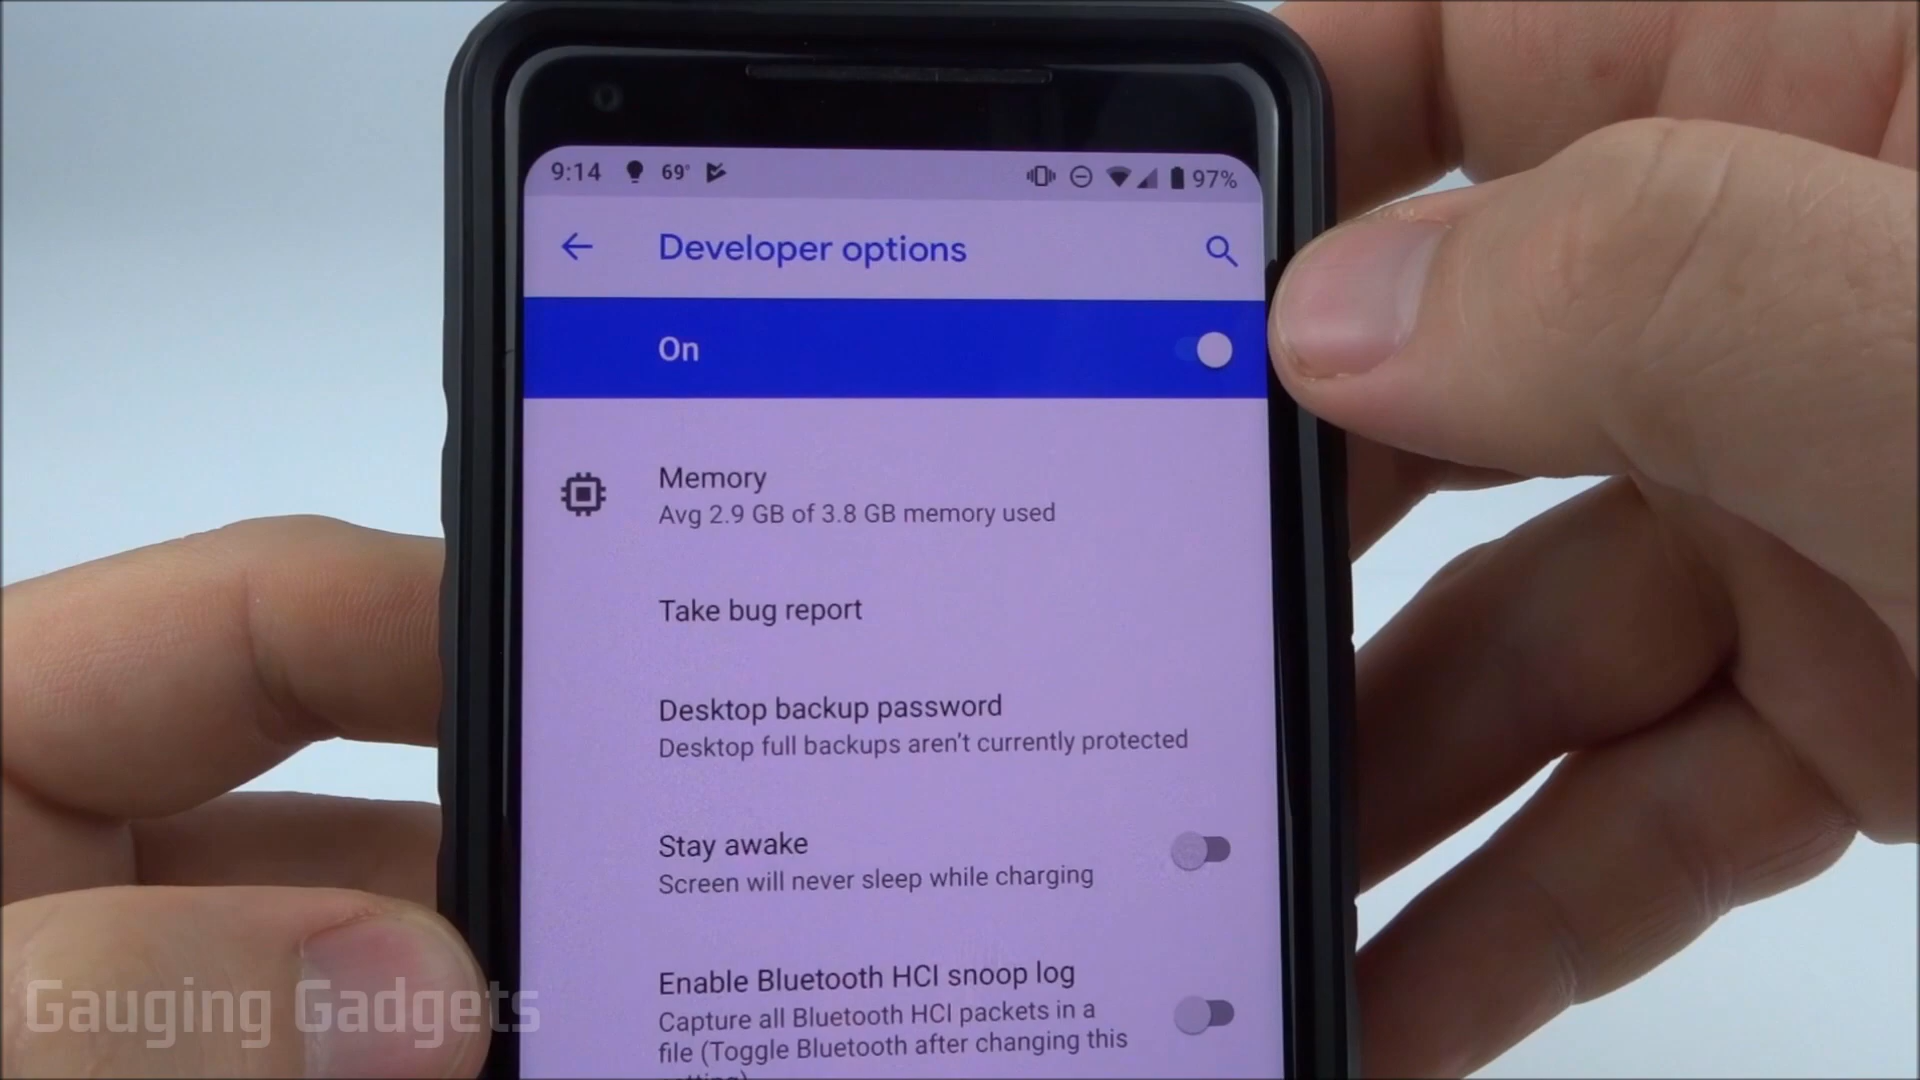 9:14 69° 97%
Developer options
On
Memory
Avg 2.9 GB of 3.8 GB memory used
Take bug report
Desktop backup password
Desktop full backups aren't currently protected
Stay awake
Screen will never sleep while charging
Enable Bluetooth HCI snoop log
Capture all Bluetooth HCI packets in a
file (Toggle Bluetooth after changing this
Gauging Gadgets